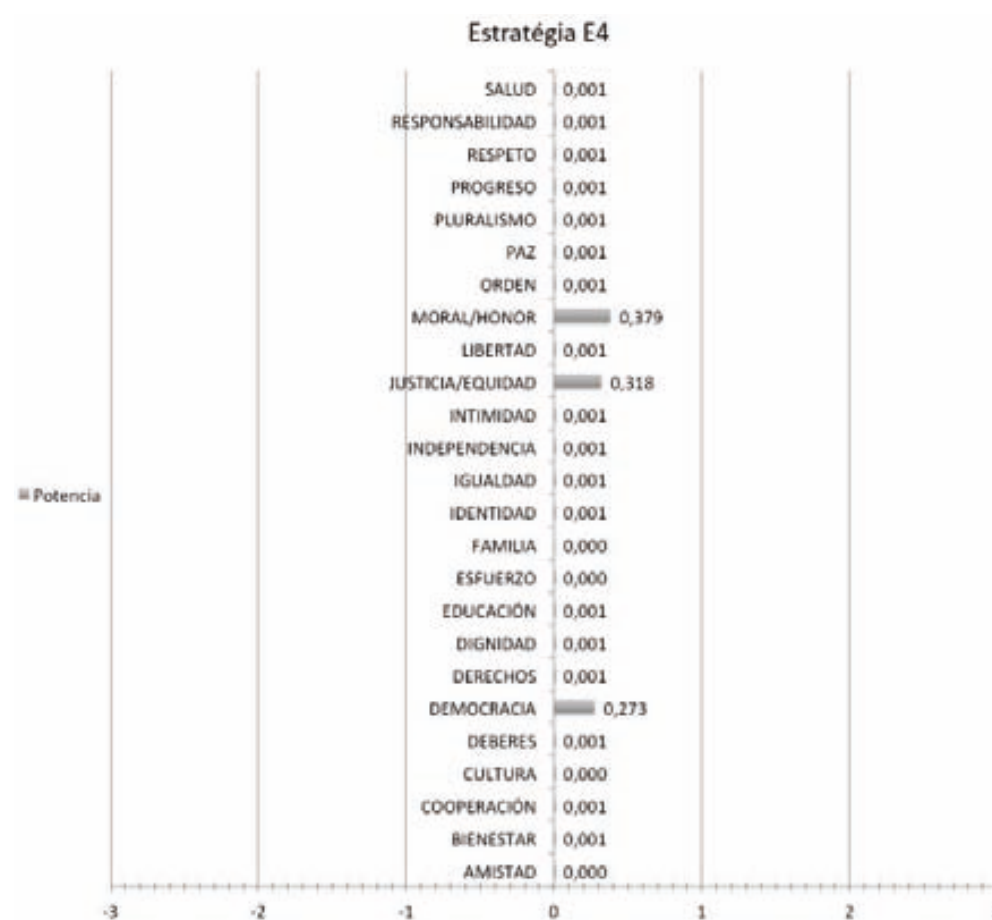 Estratégia E4
SALUD 0,001
RESPONSABILIDAD 0,001
RESPETO 0,001
PROGRESO 0,001
PLURALISMO 0,001
PAZ 0,001
ORDEN 0,001
MORAL/HONOR 0,379
LIBERTAD 0,001
JUSTICIA/EQUIDAD 0,318
INTIMIDAD 0,001
INDEPENDENCIA 0,001
IGUALDAD 0,001
Potencia
IDENTIDAD 0,001
FAMILIA 0,000
ESFUERZO 0,000
EDUCACIÓN 0,001
DIGNIDAD 0,001
DERECHOS 0,001
DEMOCRACIA 0,273
DEBERES 0,001
CULTURA 0,000
COOPERACIÓN 0,001
BIENESTAR 0,001
AMISTAD 0,000
-3 -2 -1 0 1 2